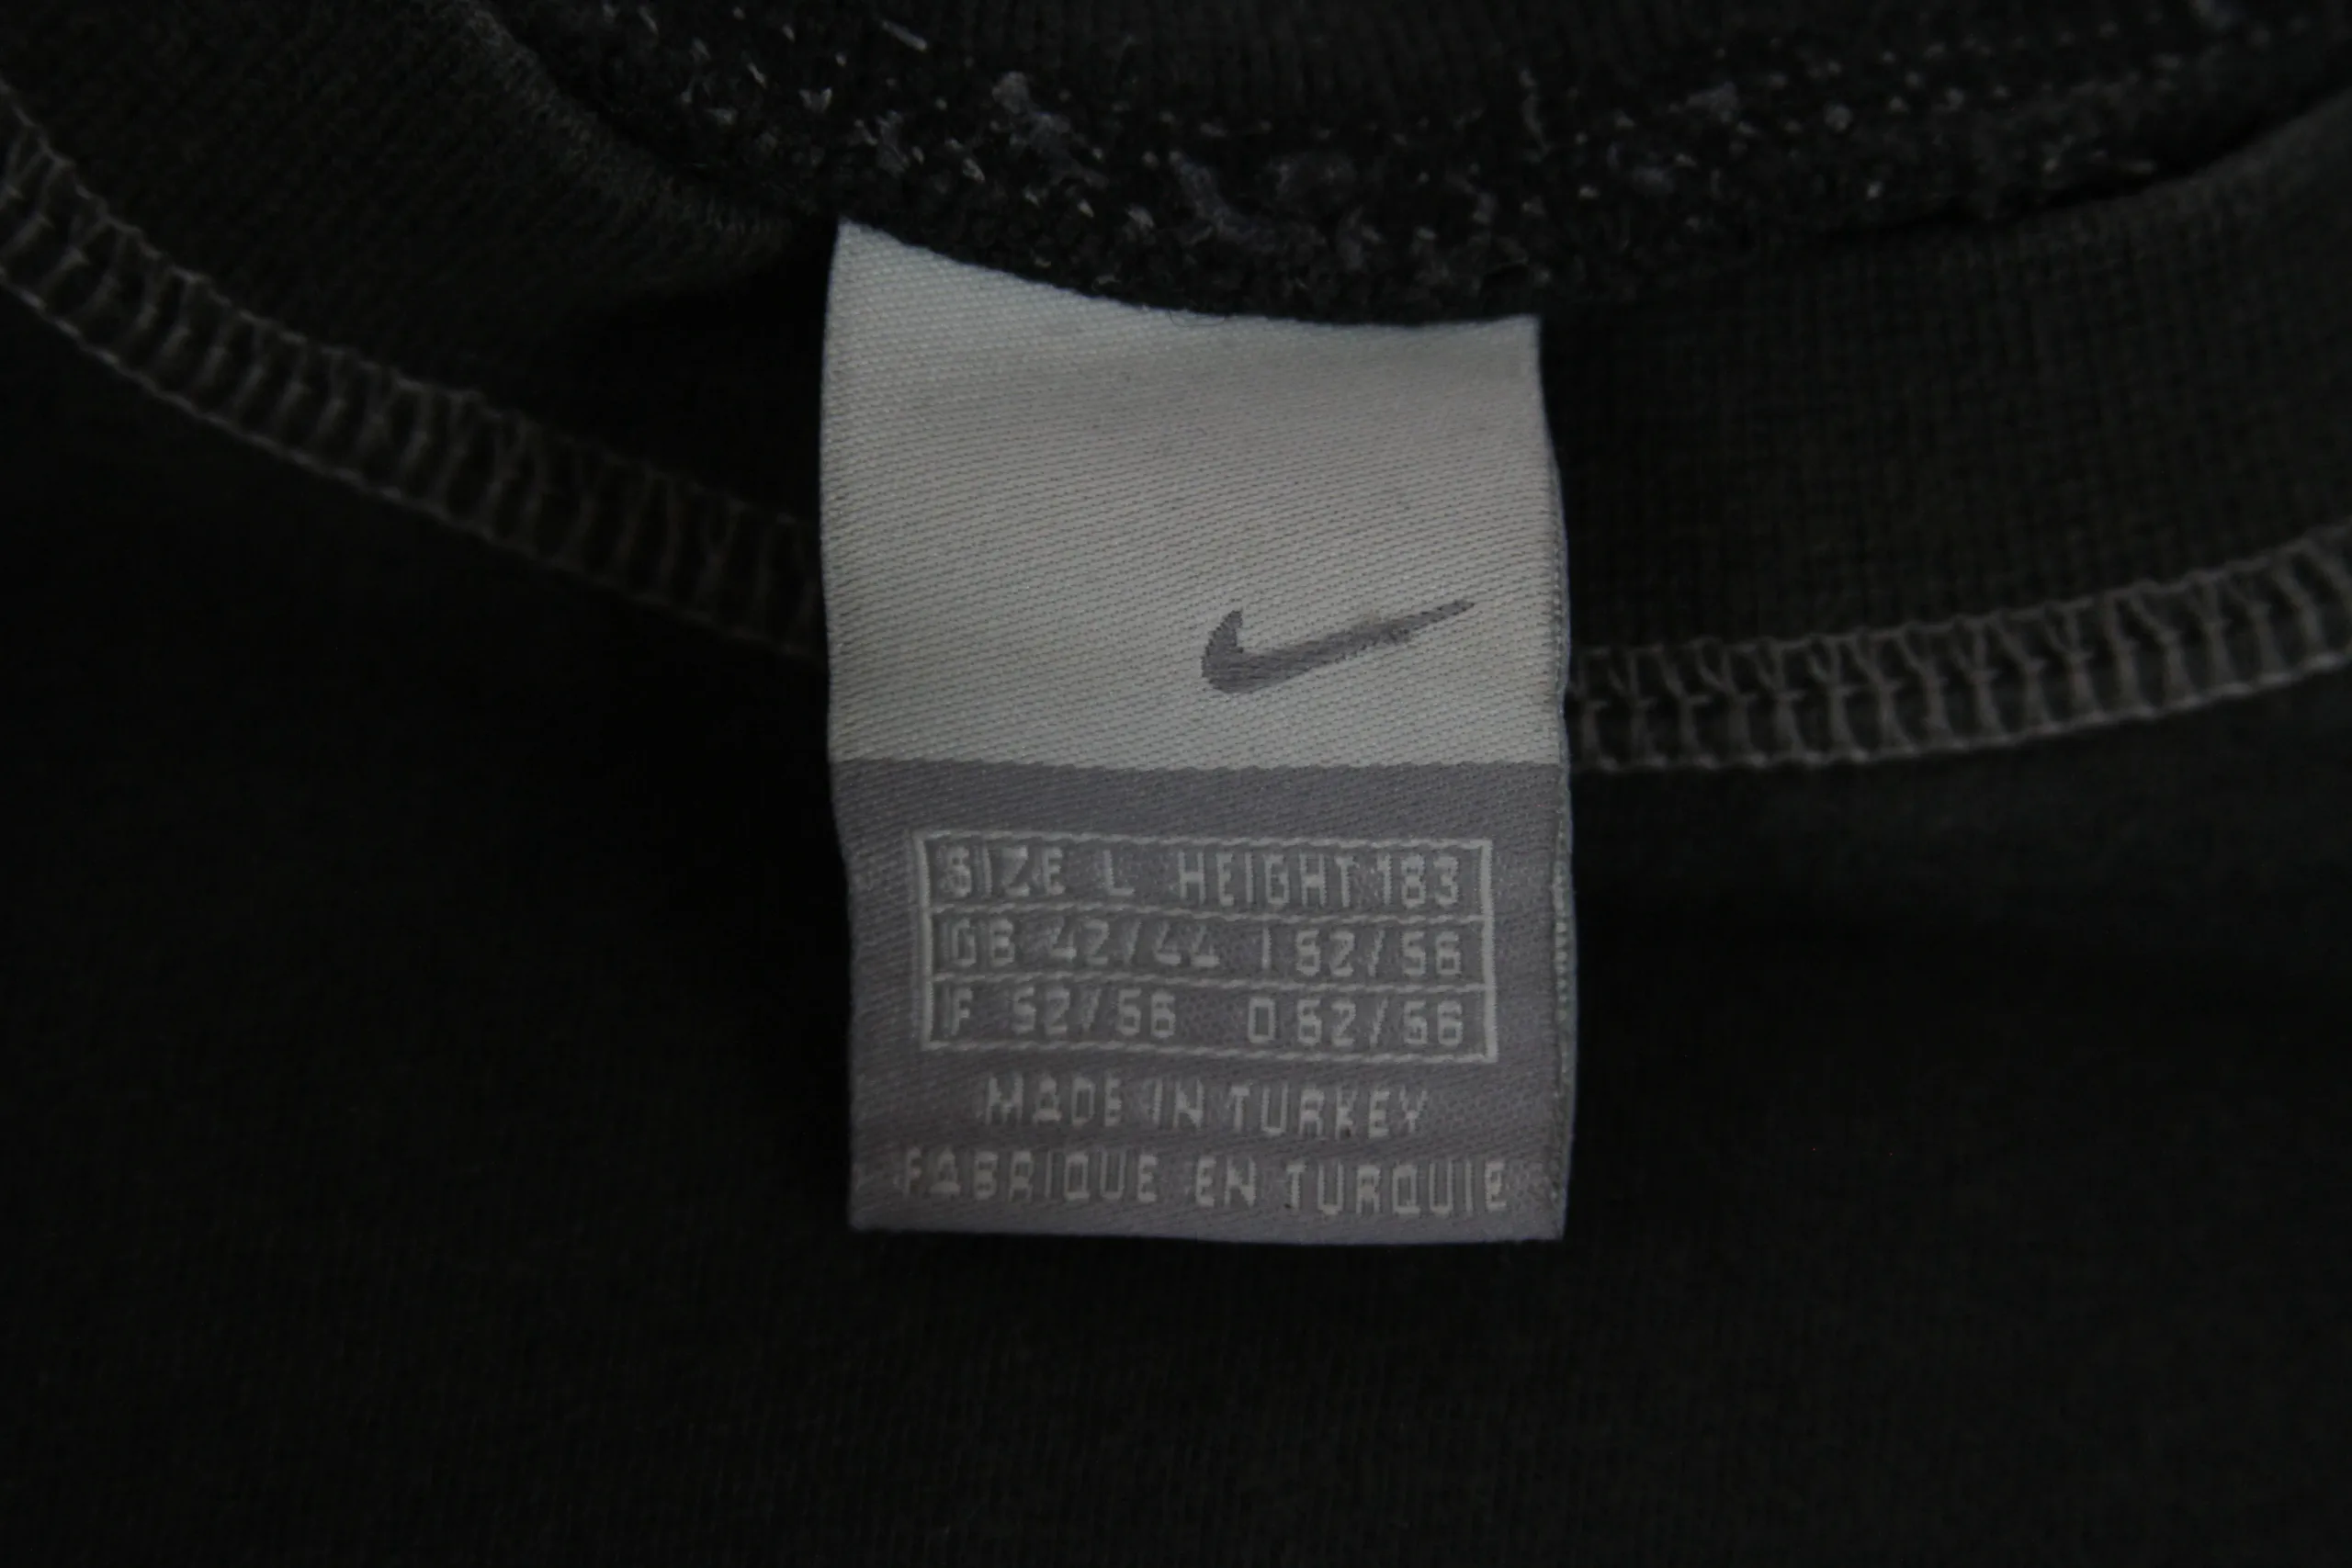 SIZE L HEIGHT 183
GB 42/44 I 52/56
F 52/56 D 52/56
MADE IN TURKEY
FABRIQUE EN TURQUIE